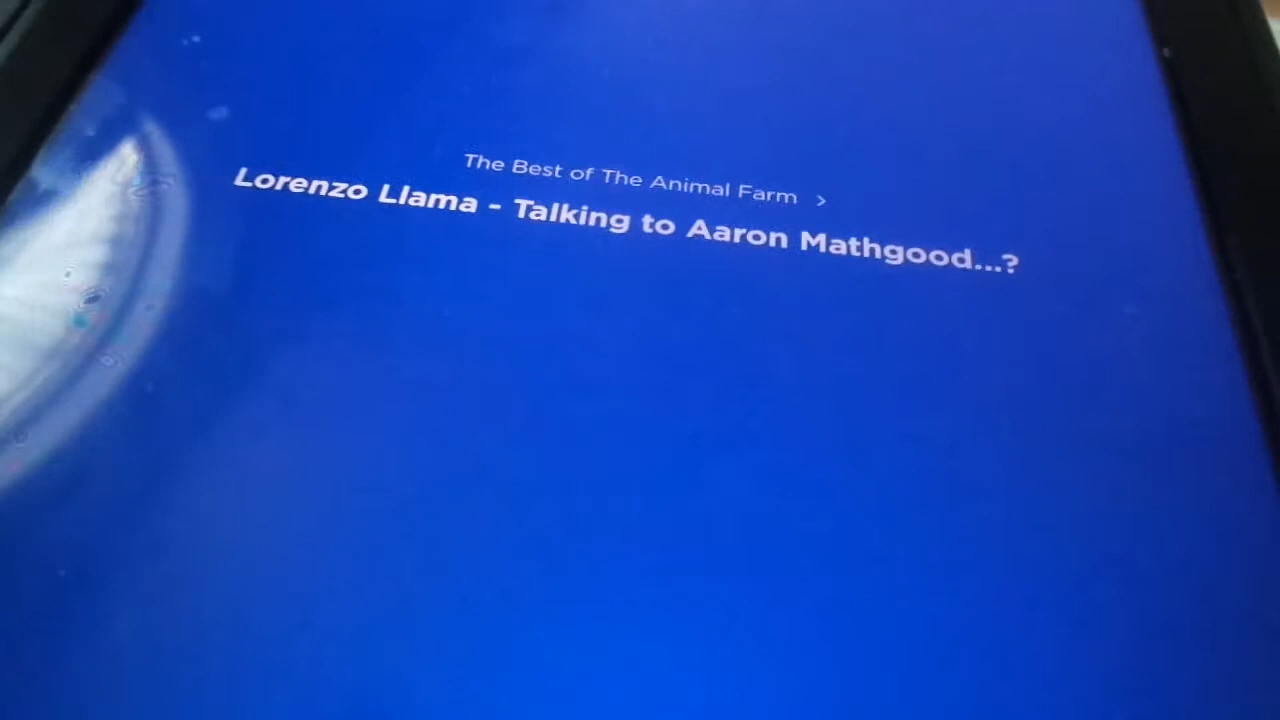 The Best of The Animal Farm >
Lorenzo Llama - Talking to Aaron Mathgood...?